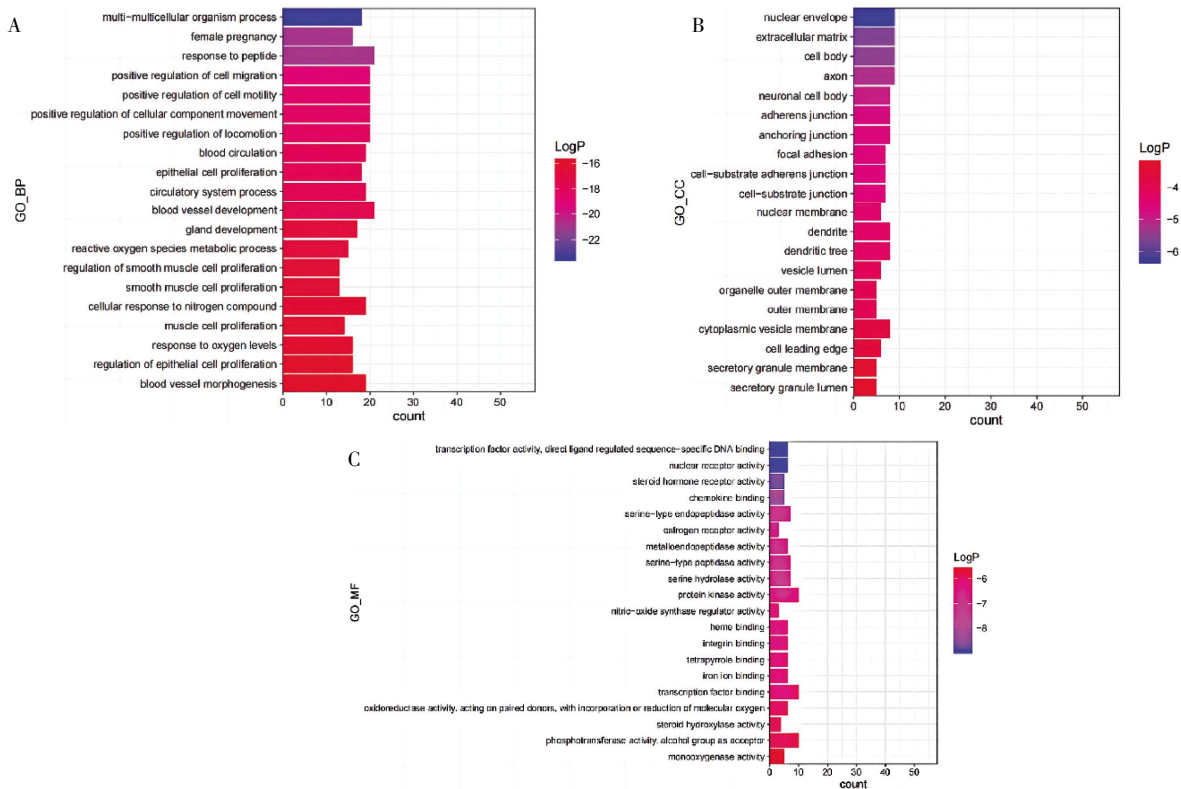 A
multi-multicellular organism process
female pregnancy
response to peptide
positive regulation of cell migration
positive regulation of cell motility
positive regulation of cellular component movement
positive regulation of locomotion
blood circulation
epithelial cell proliferation
circulatory system process
blood vessel development
gland development
reactive oxygen species metabolic process
regulation of smooth muscle cell proliferation
smooth muscle cell proliferation
cellular response to nitrogen compound
muscle cell proliferation
response to oxygen levels
regulation of epithelial cell proliferation
blood vessel morphogenesis
GO_BP
0 10 20 30 40 50
count
LogP
-16
-18
-20
-22
B
nuclear envelope
extracellular matrix
cell body
axon
neuronal cell body
adherens junction
anchoring junction
focal adhesion
cell-substrate adherens junction
cell-substrate junction
nuclear membrane
dendrite
dendritic tree
vesicle lumen
organelle outer membrane
outer membrane
cytoplasmic vesicle membrane
cell leading edge
secretory granule membrane
secretory granule lumen
GO_CC
0 10 20 30 40 50
count
LogP
-4
-5
-6
C
transcription factor activity, direct ligand regulated sequence-specific DNA binding
nuclear receptor activity
steroid hormone receptor activity
chemokine binding
serine-type endopeptidase activity
estrogen receptor activity
metalloendopeptidase activity
serine-type peptidase activity
serine hydrolase activity
protein kinase activity
nitric-oxide synthase regulator activity
heme binding
integrin binding
tetrapyrrole binding
iron ion binding
transcription factor binding
oxidoreductase activity, acting on paired donors, with incorporation or reduction of molecular oxygen
steroid hydroxylase activity
phosphotransferase activity, alcohol group as acceptor
monooxygenase activity
GO_MF
0 10 20 30 40 50
count
LogP
-6
-7
-8